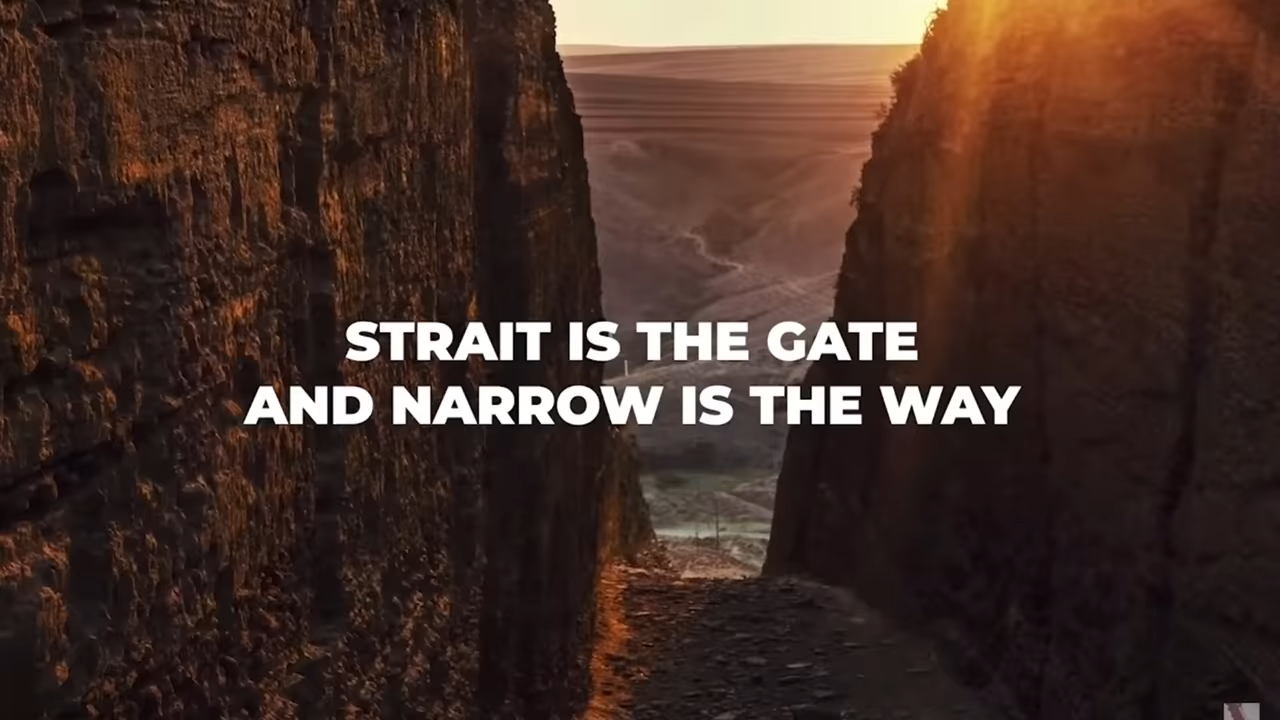 STRAIT IS THE GATE
AND NARROW IS THE WAY